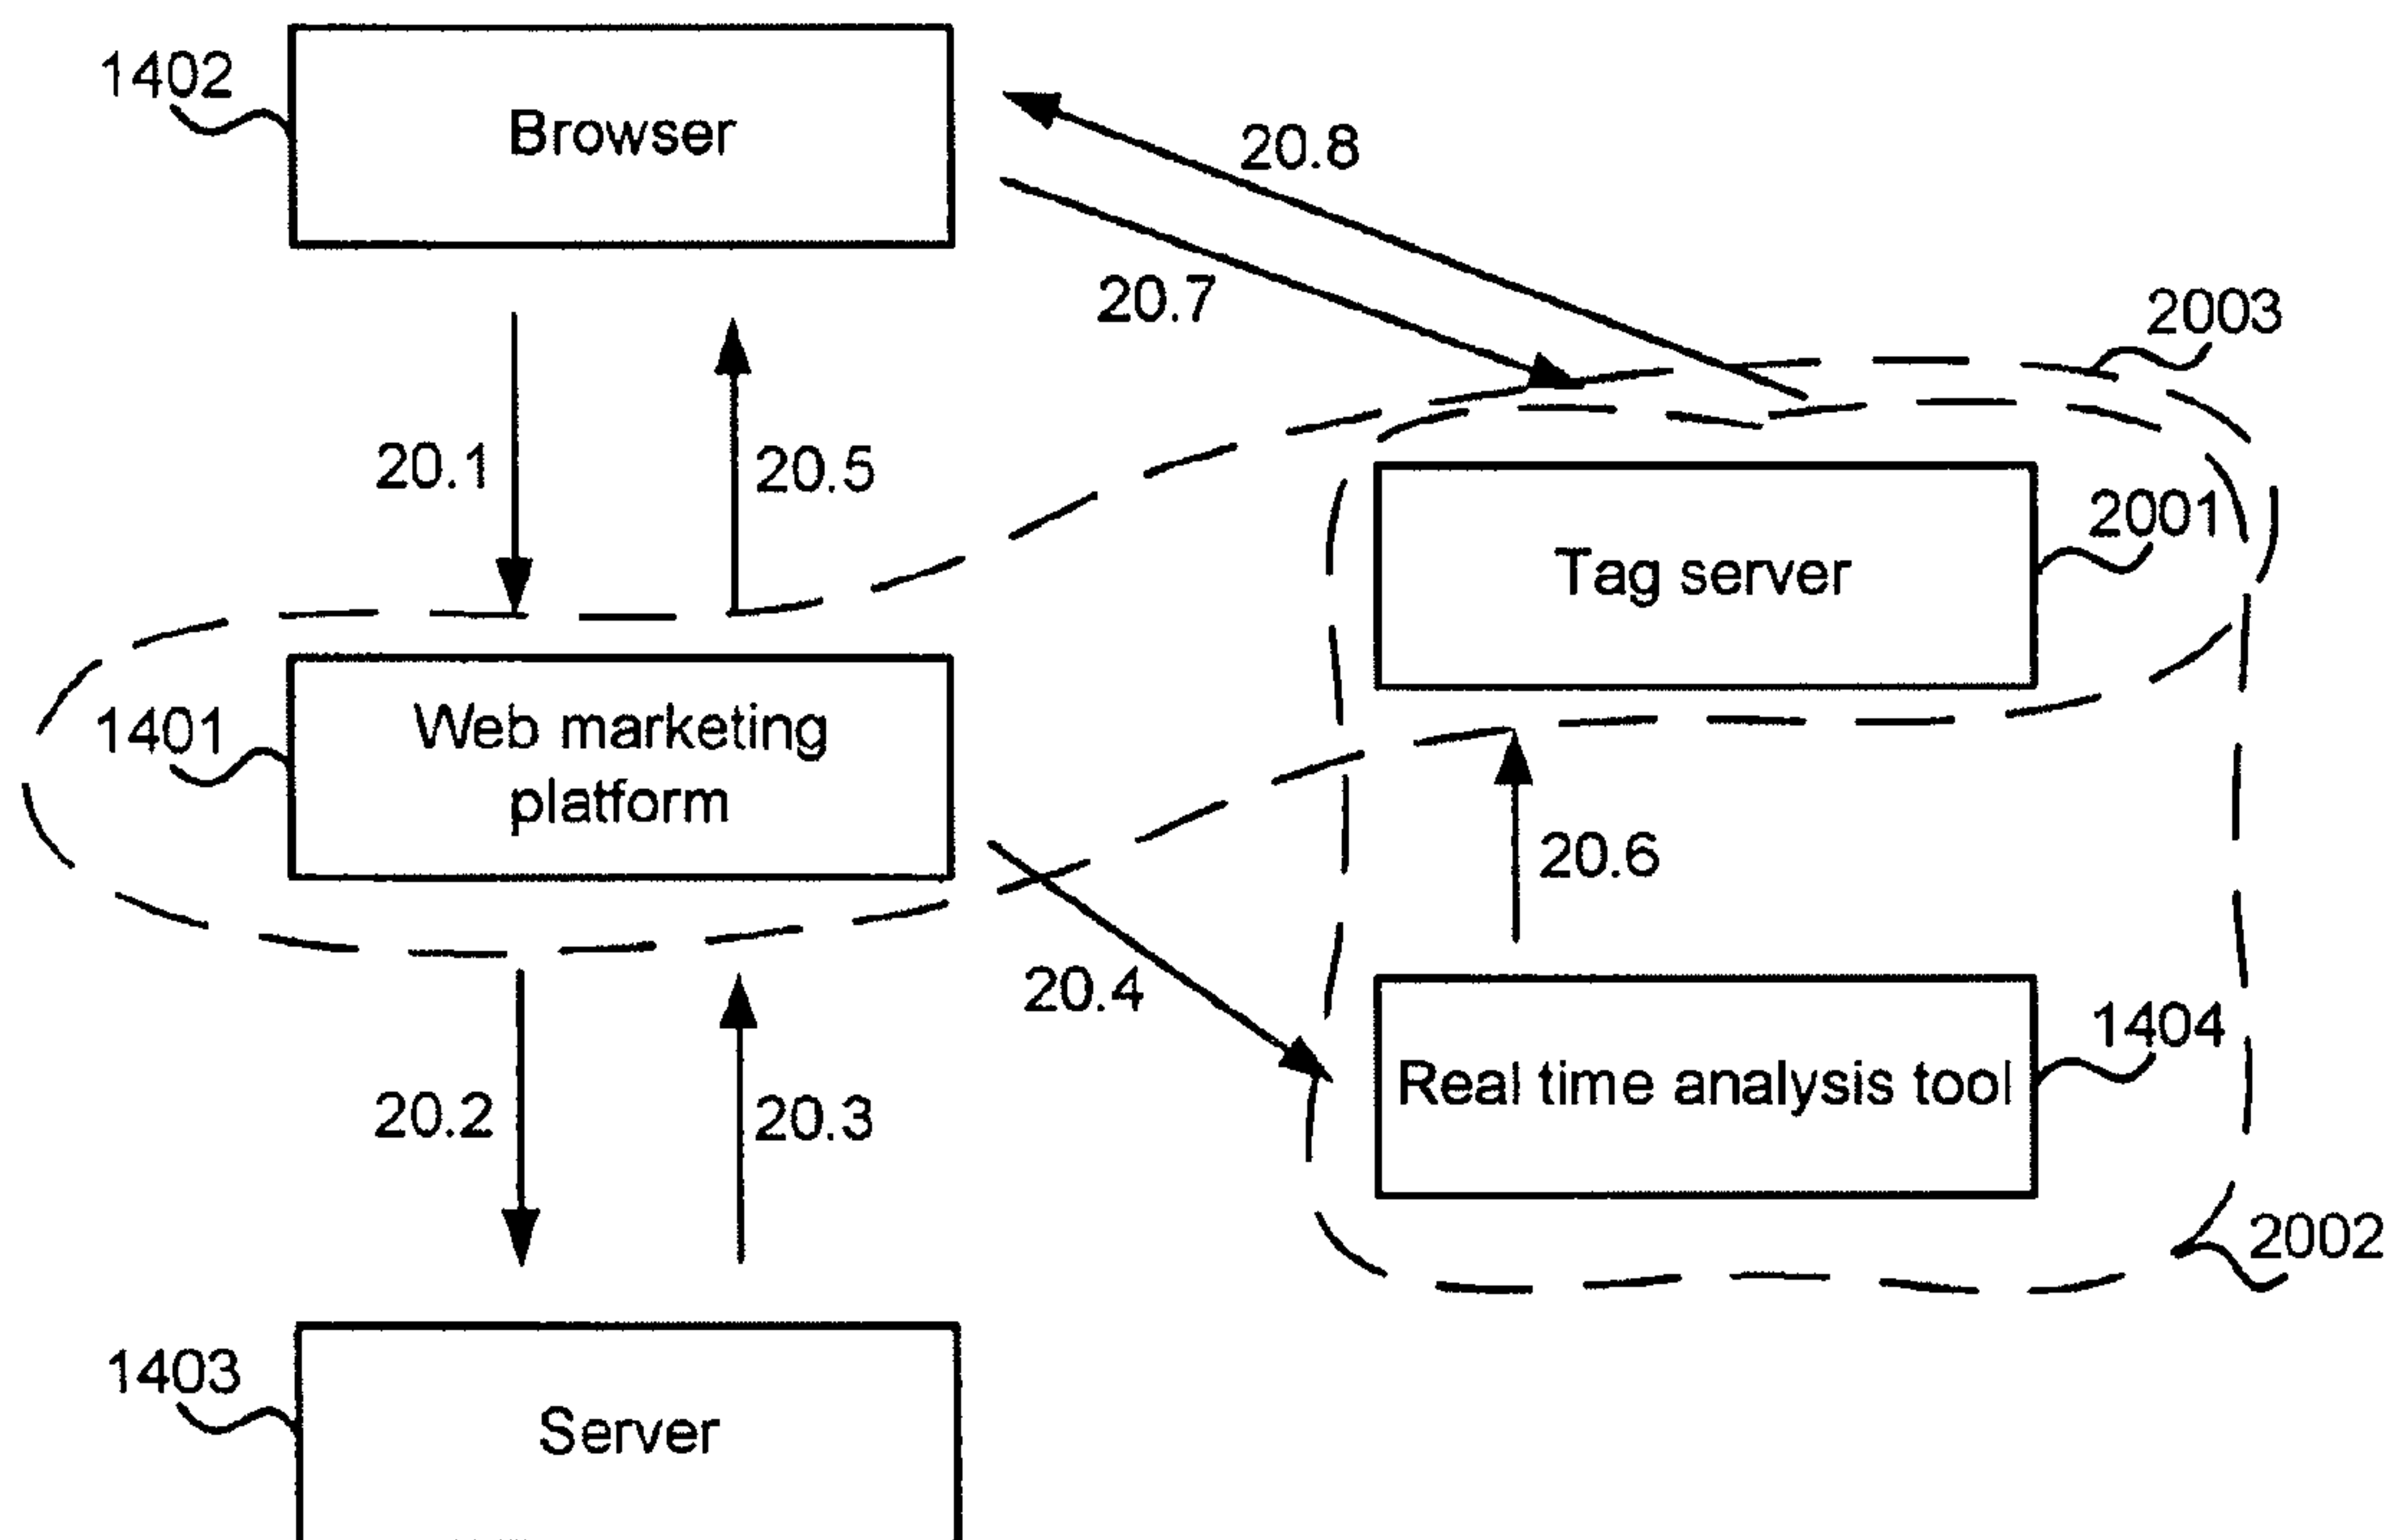 1402
Browser
20.8
20.7
2003
20.1
20.5
2001
Tag server
1401
Web marketing
platform
20.6
20.4
1404
Real time analysis tool
20.2
20.3
2002
1403
Server